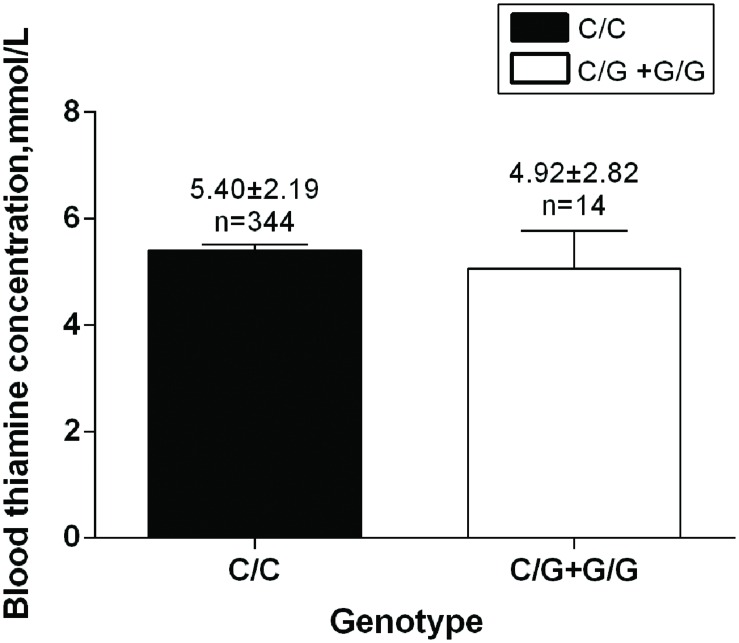 C/C
C/G +G/G
Blood thiamine concentration,mmol/L
8
6
4
2
0
5.40±2.19
n=344
4.92±2.82
n=14
C/C
C/G+G/G
Genotype